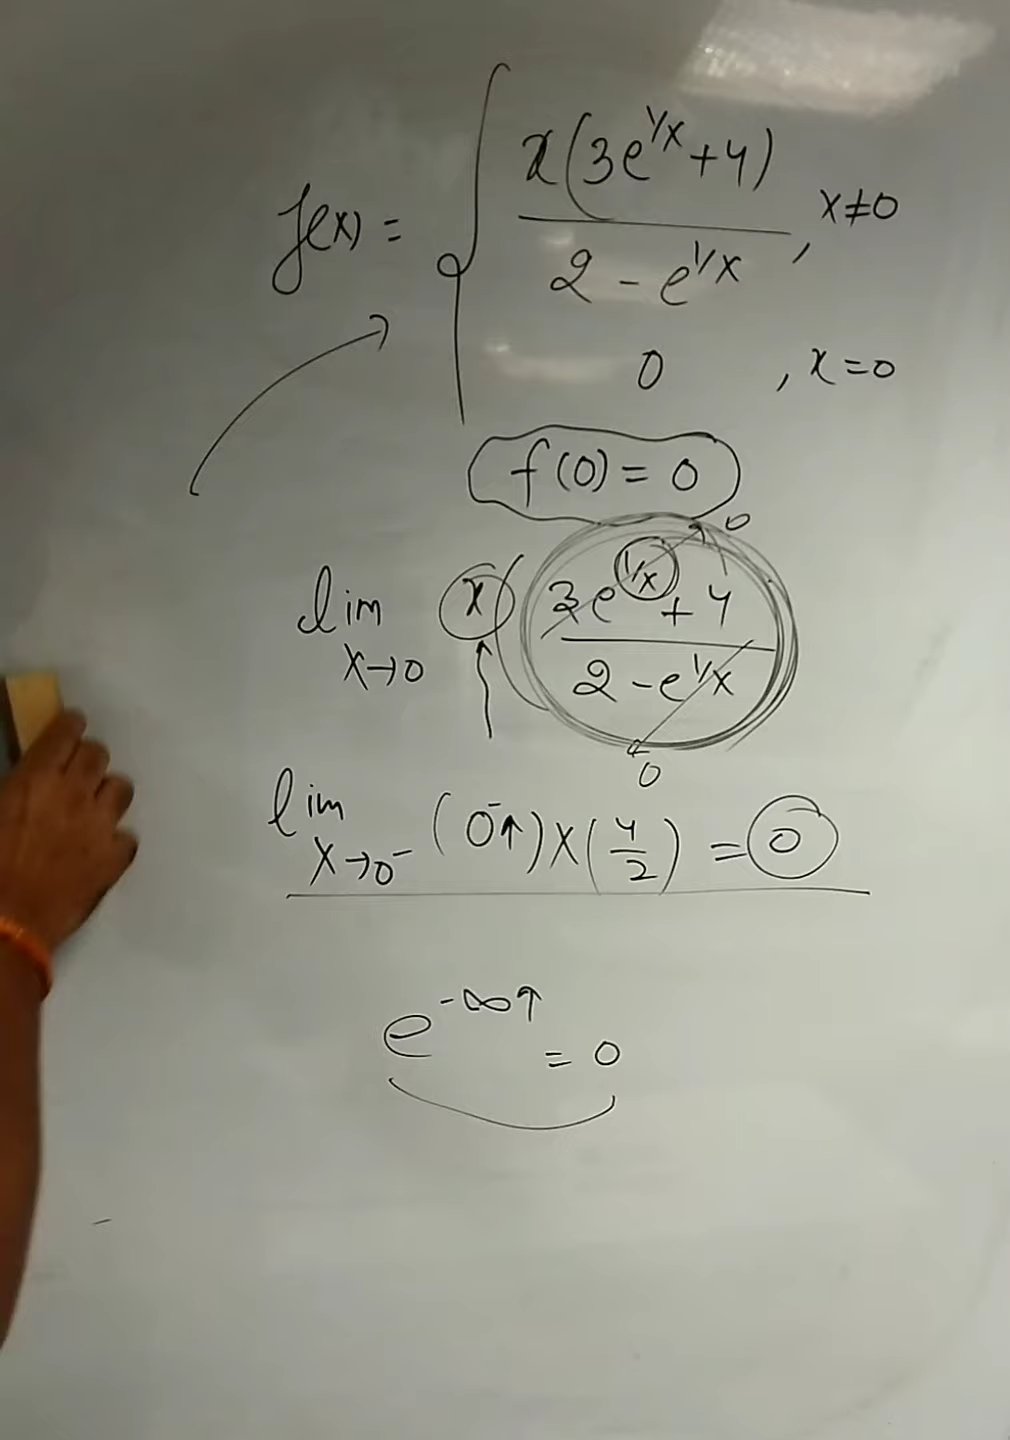 f(x) = { x(3e^{1/x} + 4) / 2 - e^{1/x} , x ≠ 0
0 , x = 0
f(0) = 0
lim x→0 x ( 3e^{1/x} + 4 / 2 - e^{1/x} 0 0
lim x→0⁻ (0⁻↑) × (4/2) = 0
e^{-∞↑} = 0